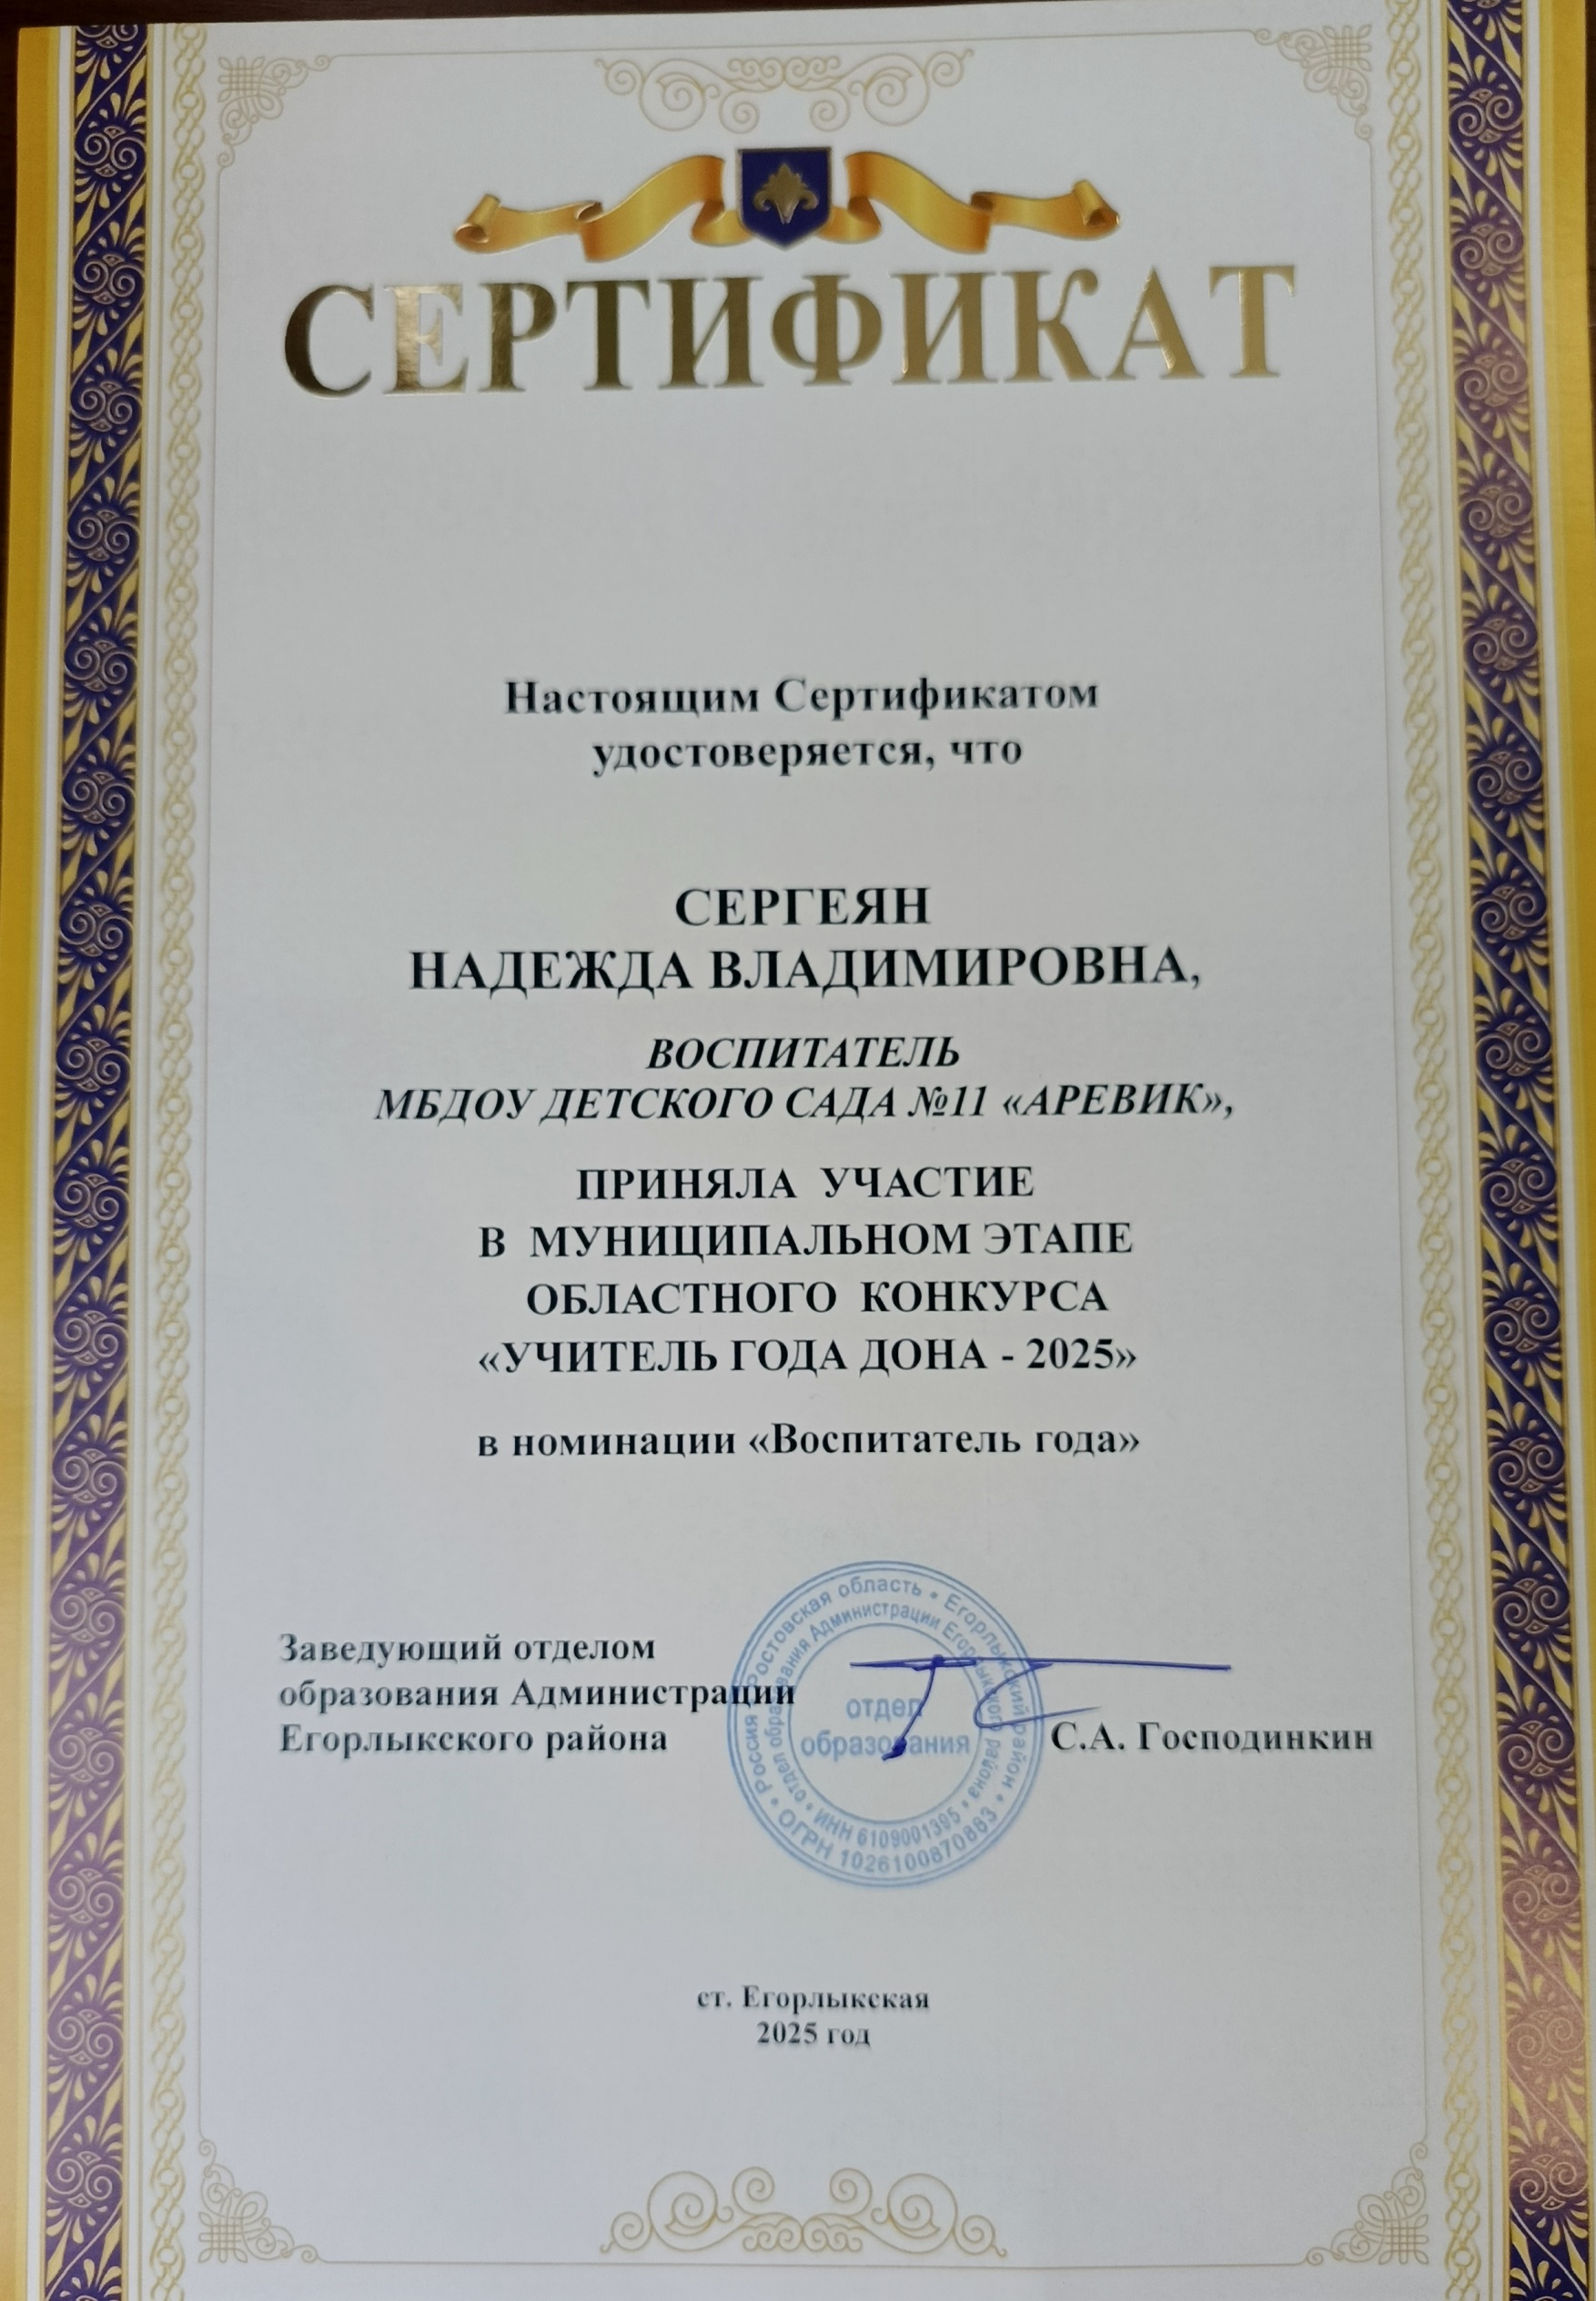 СЕРТИФИКАТ
Настоящим Сертификатом
удостоверяется, что
СЕРГЕЯН
НАДЕЖДА ВЛАДИМИРОВНА,
ВОСПИТАТЕЛЬ
МБДОУ ДЕТСКОГО САДА №11 «АРЕВИК»,
ПРИНЯЛА УЧАСТИЕ
В МУНИЦИПАЛЬНОМ ЭТАПЕ
ОБЛАСТНОГО КОНКУРСА
«УЧИТЕЛЬ ГОДА ДОНА - 2025»
в номинации «Воспитатель года»
Заведующий отделом
образования Администрации
Егорлыкского района
С.А. Господинкин
Россия • Ростовская область • Егорлыкский район •
ОГРН 1026100870883 •
отдел образования Администрации Егорлыкского района •
ИНН 6109001395 •
отдел
образования
ст. Егорлыкская
2025 год